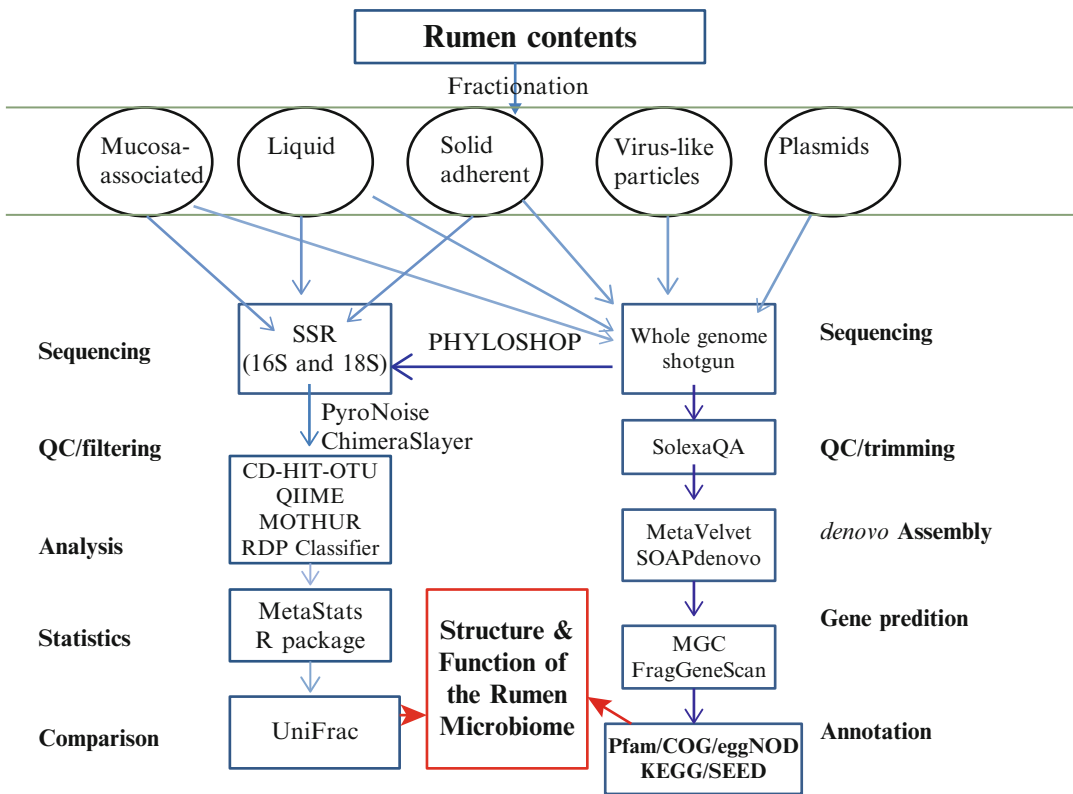 Rumen contents
Fractionation
Mucosa-
associated
Liquid
Solid
adherent
Virus-like
particles
Plasmids
Sequencing
SSR
(16S and 18S)
PHYLOSHOP
Whole genome
shotgun
Sequencing
PyroNoise
ChimeraSlayer
QC/filtering
SolexaQA
QC/trimming
CD-HIT-OTU
QIIME
MOTHUR
RDP Classifier
Analysis
MetaVelvet
SOAPdenovo
denovo Assembly
MetaStats
R package
Statistics
Structure &
Function of
the Rumen
Microbiome
MGC
FragGeneScan
Gene predition
UniFrac
Comparison
Pfam/COG/eggNOD
KEGG/SEED
Annotation